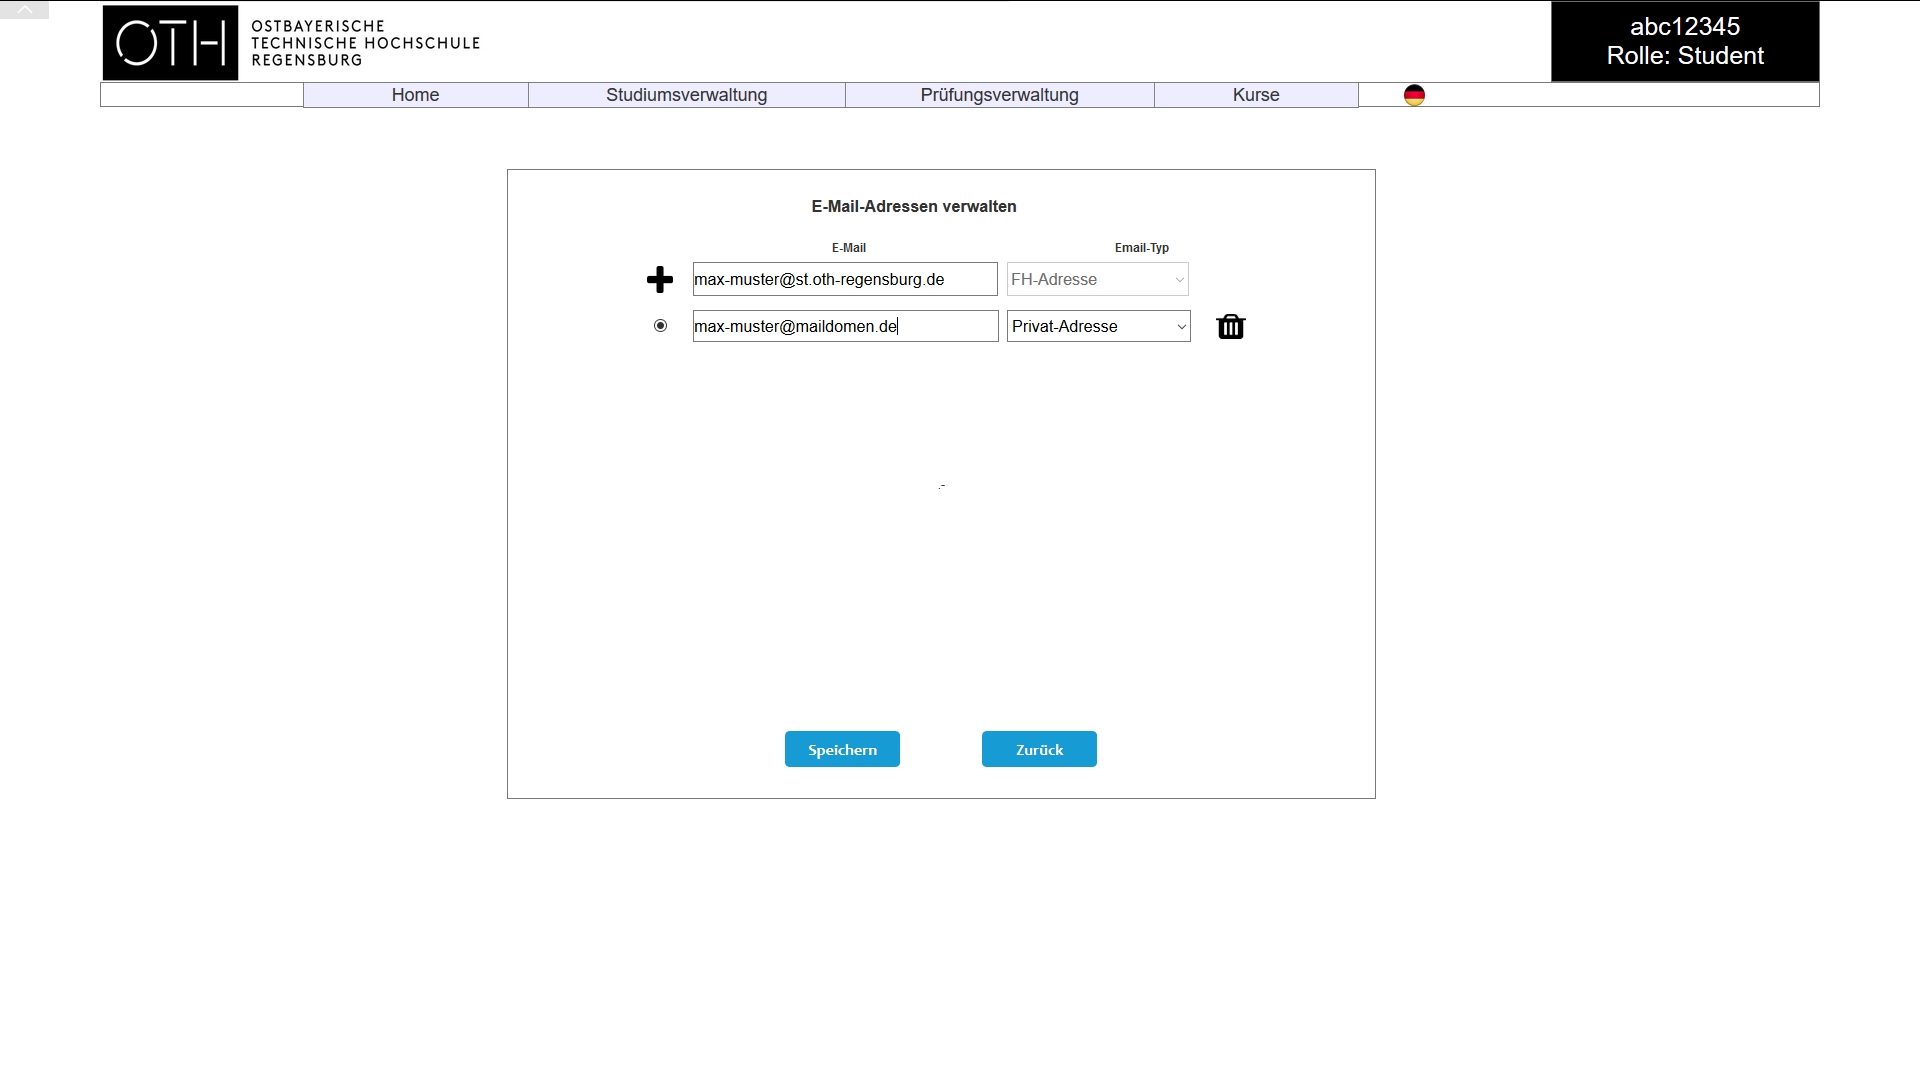 OTH
OSTBAYERISCHE
TECHNISCHE HOCHSCHULE
REGENSBURG
abc12345
Rolle: Student
Home Studiumsverwaltung Prüfungsverwaltung Kurse
E-Mail-Adressen verwalten
E-Mail Email-Typ
max-muster@st.oth-regensburg.de FH-Adresse
max-muster@maildomen.de Privat-Adresse
.-
Speichern Zurück